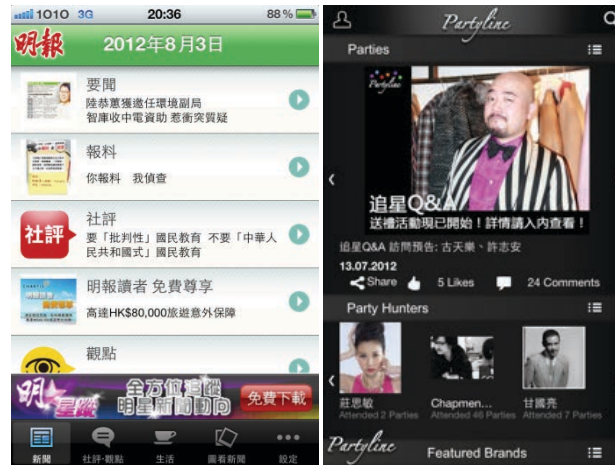 1010 3G 20:36 88%
明報 2012年8月3日
要聞
陸恭蕙獲邀任環境副局
智庫收中電資助 惹衝突質疑
報料
你報料 我偵查
社評
社評
要「批判性」國民教育 不要「中華人
民共和國式」國民教育
明報讀者 免費尊享
高達HK$80,000旅遊意外保障
觀點
明星 全方位追蹤
明星新聞動向
免費下載
新聞 社評‧觀點 生活 圖看新聞 設定
Partyline
Parties
Partyline
追星Q&A
送禮活動現已開始！詳情請入內查看！
追星Q&A 訪問預告: 古天樂、許志安
13.07.2012
Share 5 Likes 24 Comments
Party Hunters
莊思敏 Chapmen... 甘國亮
Attended 2 Parties Attended 46 Parties Attended 7 Parties
Partyline Featured Brands